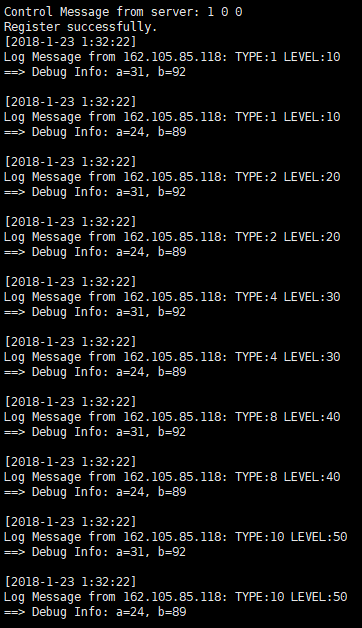 Control Message from server: 1 0 0
Register successfully.
[2018-1-23 1:32:22]
Log Message from 162.105.85.118: TYPE:1 LEVEL:10
==> Debug Info: a=31, b=92
[2018-1-23 1:32:22]
Log Message from 162.105.85.118: TYPE:1 LEVEL:10
==> Debug Info: a=24, b=89
[2018-1-23 1:32:22]
Log Message from 162.105.85.118: TYPE:2 LEVEL:20
==> Debug Info: a=31, b=92
[2018-1-23 1:32:22]
Log Message from 162.105.85.118: TYPE:2 LEVEL:20
==> Debug Info: a=24, b=89
[2018-1-23 1:32:22]
Log Message from 162.105.85.118: TYPE:4 LEVEL:30
==> Debug Info: a=31, b=92
[2018-1-23 1:32:22]
Log Message from 162.105.85.118: TYPE:4 LEVEL:30
==> Debug Info: a=24, b=89
[2018-1-23 1:32:22]
Log Message from 162.105.85.118: TYPE:8 LEVEL:40
==> Debug Info: a=31, b=92
[2018-1-23 1:32:22]
Log Message from 162.105.85.118: TYPE:8 LEVEL:40
==> Debug Info: a=24, b=89
[2018-1-23 1:32:22]
Log Message from 162.105.85.118: TYPE:10 LEVEL:50
==> Debug Info: a=31, b=92
[2018-1-23 1:32:22]
Log Message from 162.105.85.118: TYPE:10 LEVEL:50
==> Debug Info: a=24, b=89